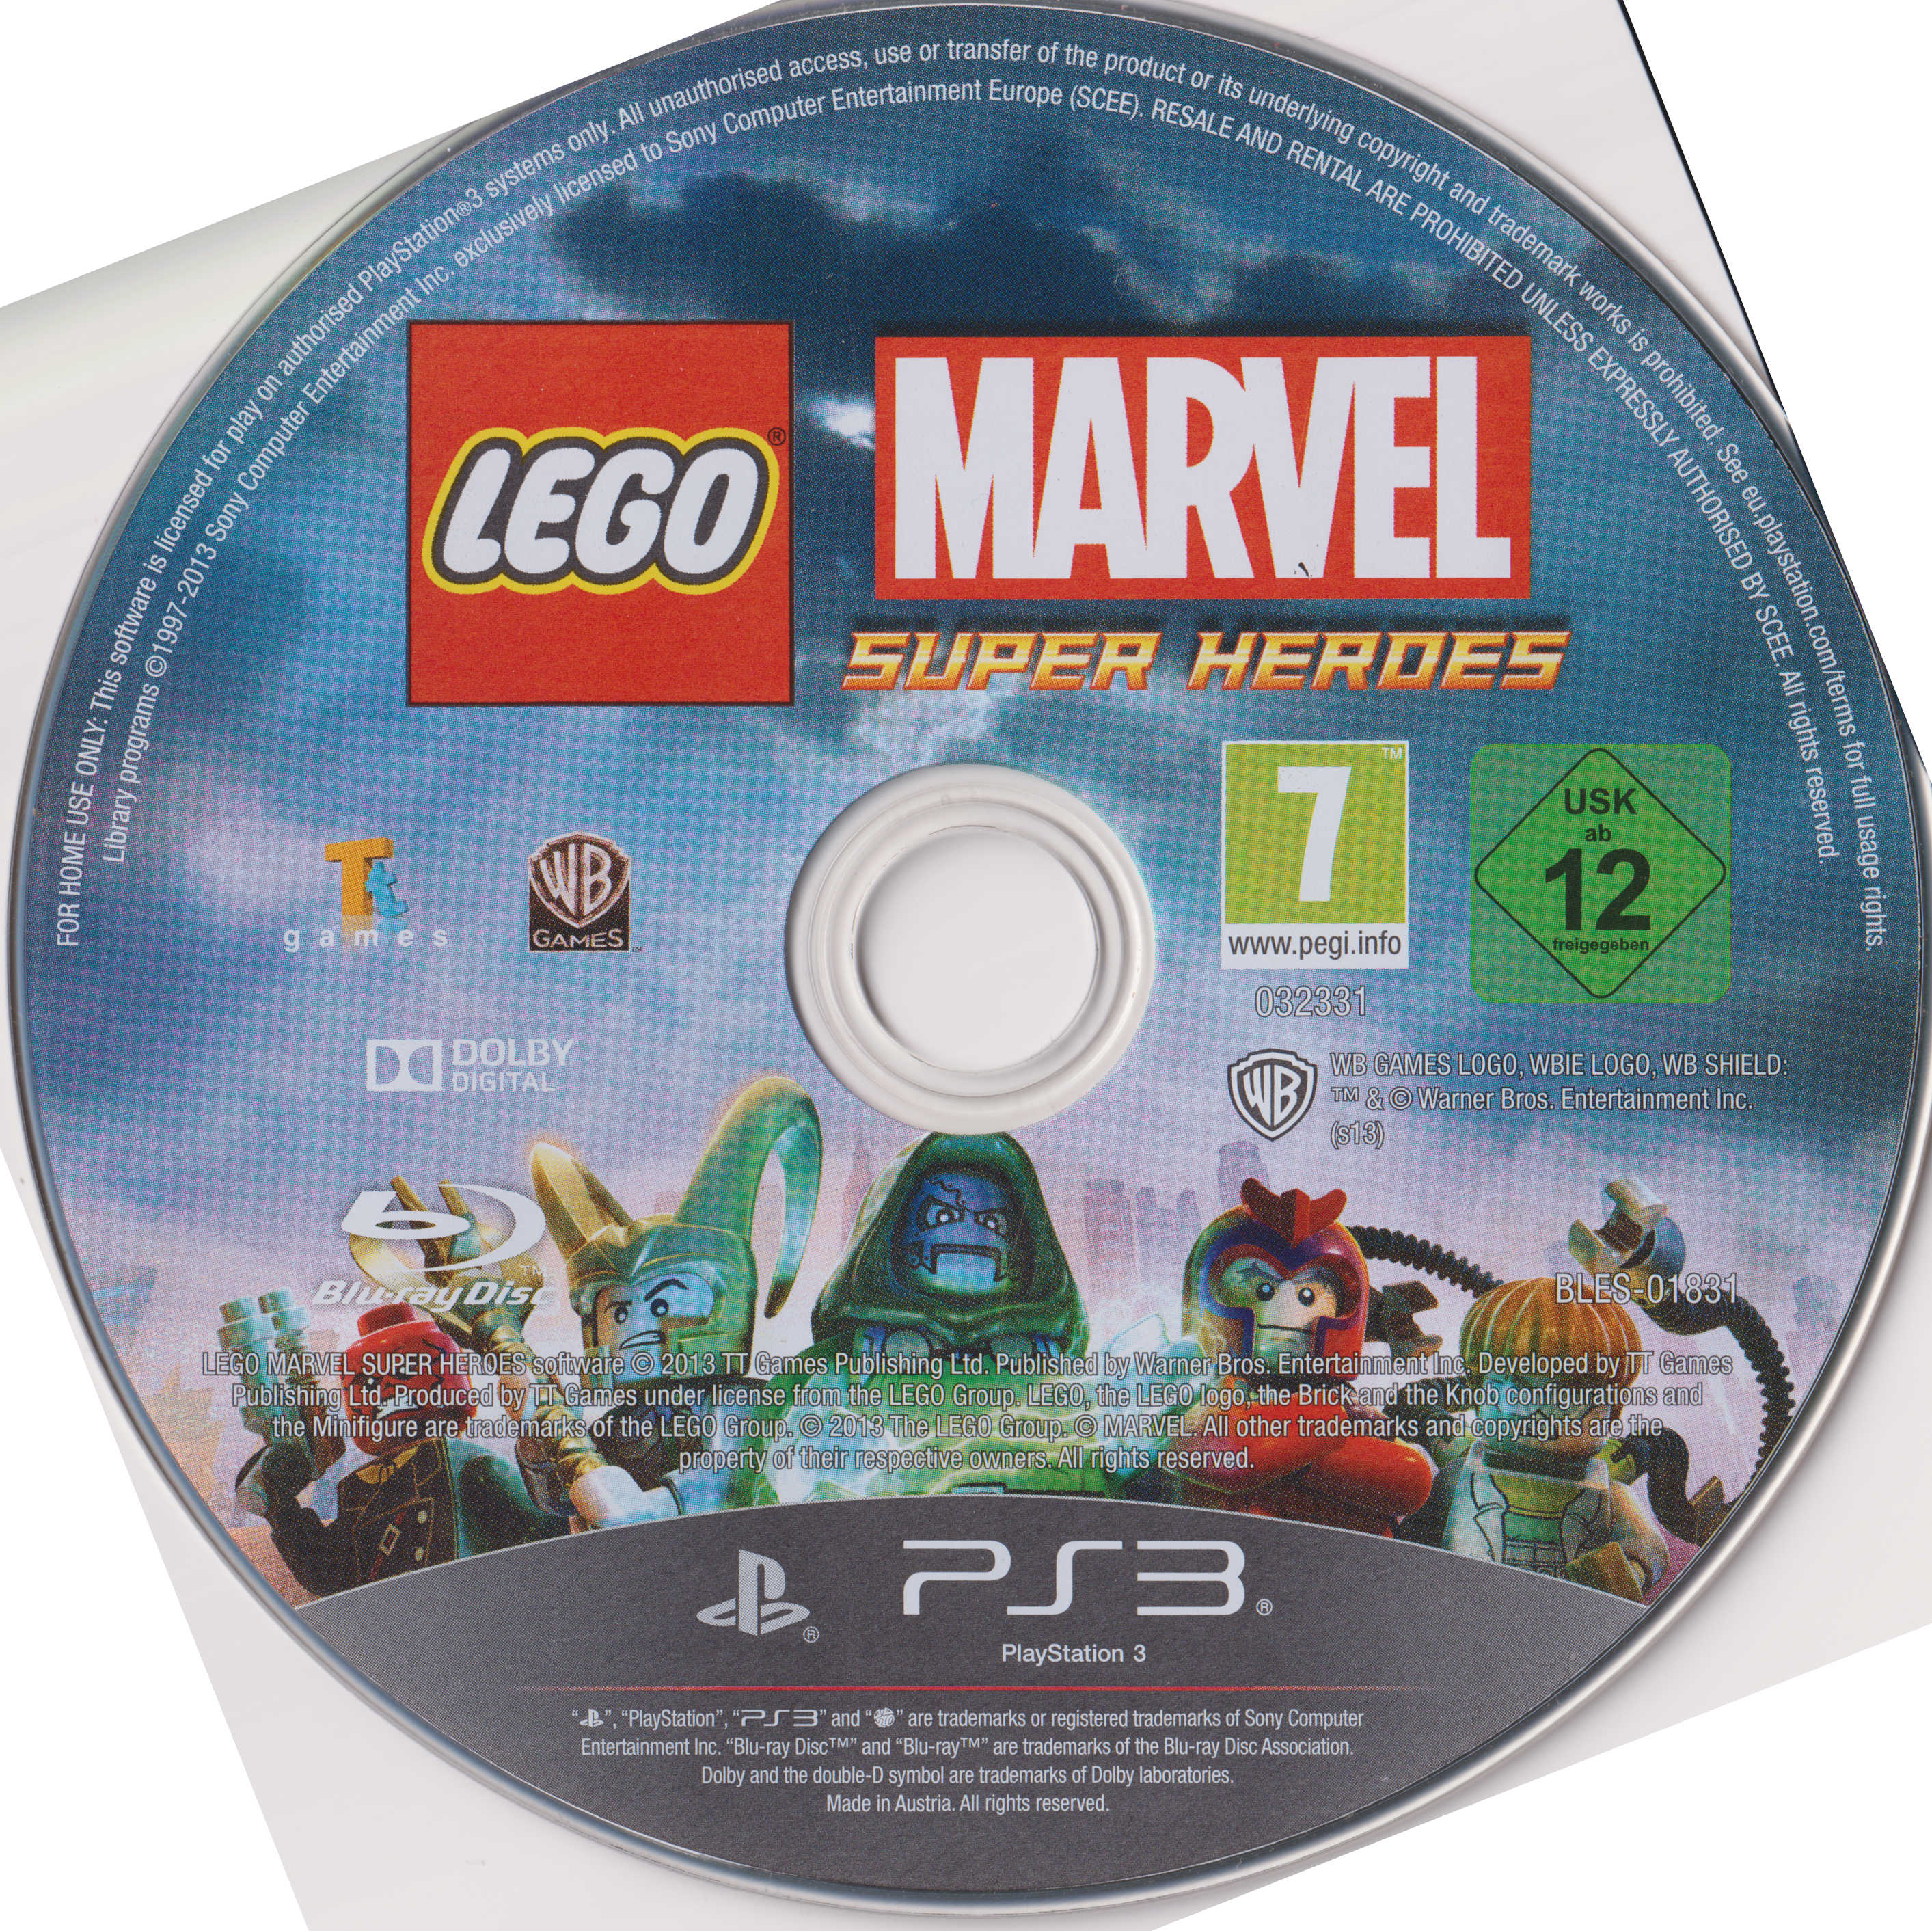 FOR HOME USE ONLY: This software is licensed for play on authorised PlayStation®3 systems only. All unauthorised access, use or transfer of the product or its underlying copyright and trademark works is prohibited. See eu.playstation.com/terms for full usage rights.
Library programs ©1997-2013 Sony Computer Entertainment Inc. exclusively licensed to Sony Computer Entertainment Europe (SCEE). RESALE AND RENTAL ARE PROHIBITED UNLESS EXPRESSLY AUTHORISED BY SCEE. All rights reserved.
LEGO®
MARVEL
SUPER HEROES
7™
www.pegi.info
USK
ab
12
freigegeben
Tt
games
WB
GAMES™
032331
DOLBY
DIGITAL
WB
WB GAMES LOGO, WBIE LOGO, WB SHIELD:
™ & © Warner Bros. Entertainment Inc.
(s13)
Blu-ray Disc™
BLES-01831
LEGO MARVEL SUPER HEROES software © 2013 TT Games Publishing Ltd. Published by Warner Bros. Entertainment Inc. Developed by TT Games
Publishing Ltd. Produced by TT Games under license from the LEGO Group. LEGO, the LEGO logo, the Brick and the Knob configurations and
the Minifigure are trademarks of the LEGO Group. © 2013 The LEGO Group. © MARVEL. All other trademarks and copyrights are the
property of their respective owners. All rights reserved.
® PS3®
PlayStation 3
“ ”, “PlayStation”, “PS3” and “ ” are trademarks or registered trademarks of Sony Computer
Entertainment Inc. “Blu-ray Disc™” and “Blu-ray™” are trademarks of the Blu-ray Disc Association.
Dolby and the double-D symbol are trademarks of Dolby laboratories.
Made in Austria. All rights reserved.